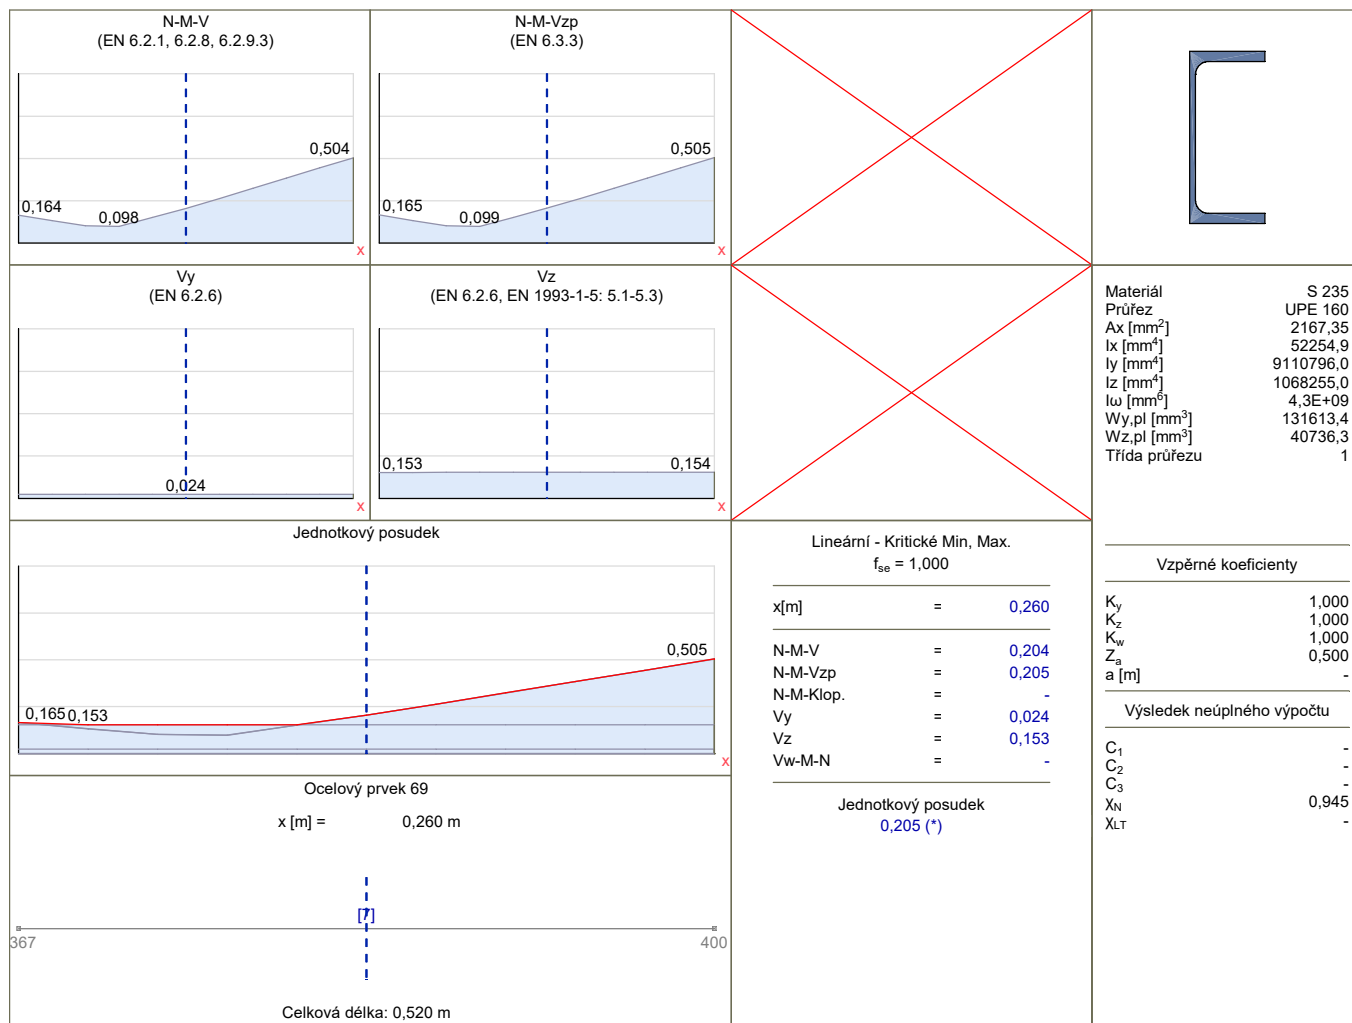 N-M-V
(EN 6.2.1, 6.2.8, 6.2.9.3)
0,164
0,098
0,504
x
N-M-Vzp
(EN 6.3.3)
0,165
0,099
0,505
x
Vy
(EN 6.2.6)
0,024
x
Vz
(EN 6.2.6, EN 1993-1-5: 5.1-5.3)
0,153
0,154
x
Materiál S 235
Průřez UPE 160
Ax [mm²] 2167,35
Ix [mm⁴] 52254,9
Iy [mm⁴] 9110796,0
Iz [mm⁴] 1068255,0
Iω [mm⁶] 4,3E+09
Wy,pl [mm³] 131613,4
Wz,pl [mm³] 40736,3
Třída průřezu 1
Jednotkový posudek
0,165 0,153
0,505
x
Lineární - Kritické Min, Max.
fse = 1,000
x[m] = 0,260
N-M-V = 0,204
N-M-Vzp = 0,205
N-M-Klop. = -
Vy = 0,024
Vz = 0,153
Vw-M-N = -
Jednotkový posudek
0,205 (*)
Vzpěrné koeficienty
Ky 1,000
Kz 1,000
Kw 1,000
Za 0,500
a [m] -
Výsledek neúplného výpočtu
C₁ -
C₂ -
C₃ -
χN 0,945
χLT -
Ocelový prvek 69
x [m] = 0,260 m
[7]
367
400
Celková délka: 0,520 m